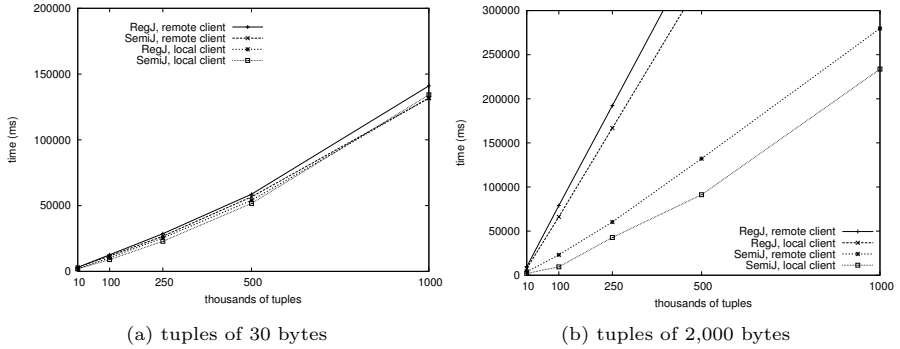 200000
150000
100000
50000
0
time (ms)
10
100
250
500
1000
thousands of tuples
RegJ, remote client
SemiJ, remote client
RegJ, local client
SemiJ, local client
(a) tuples of 30 bytes
300000
250000
200000
150000
100000
50000
0
time (ms)
10
100
250
500
1000
thousands of tuples
RegJ, remote client
RegJ, local client
SemiJ, remote client
SemiJ, local client
(b) tuples of 2,000 bytes